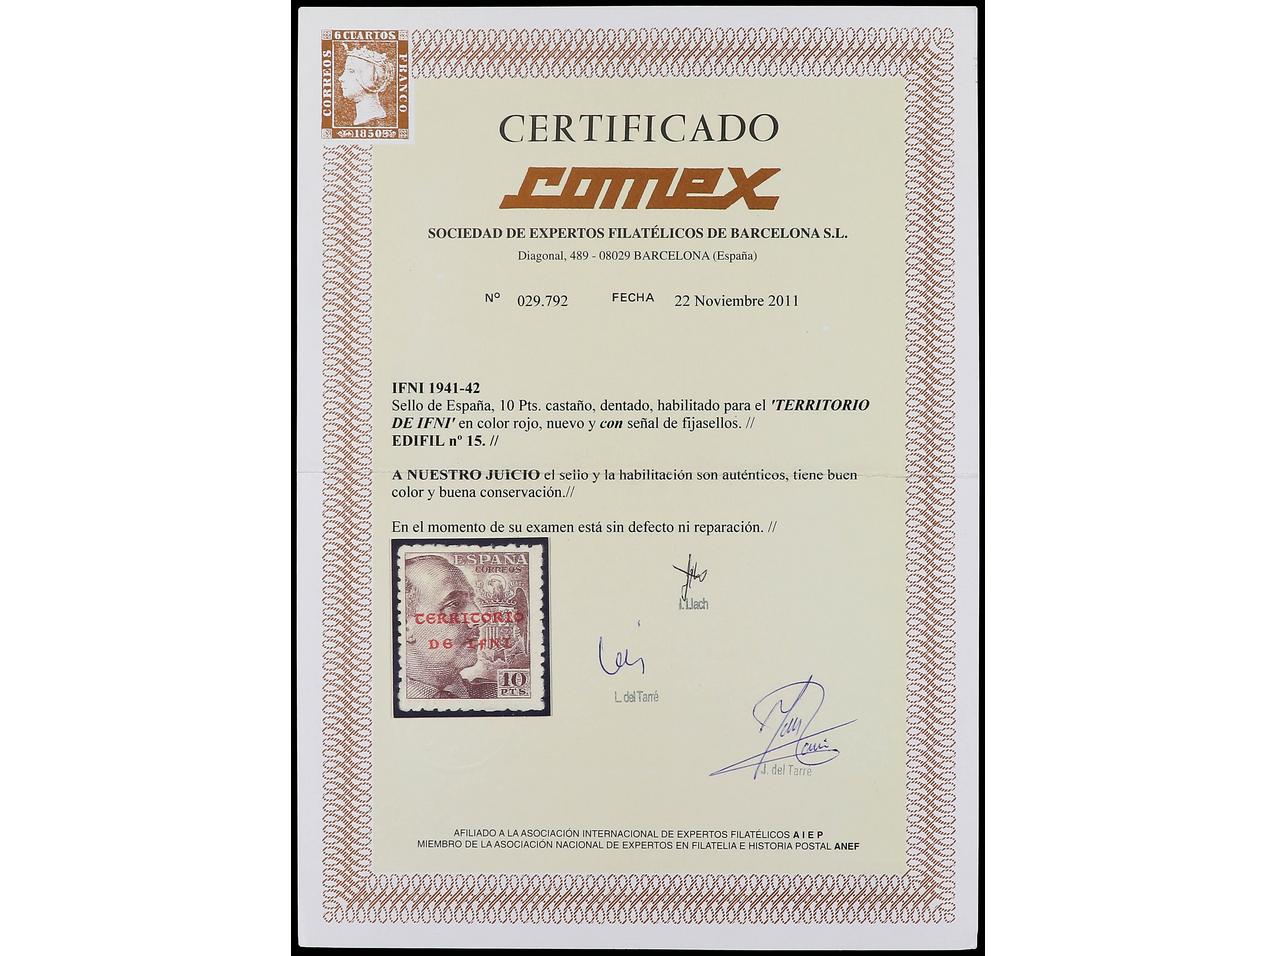 6 CUARTOS
CORREOS
FRANCO
1850
CERTIFICADO
comex
SOCIEDAD DE EXPERTOS FILATÉLICOS DE BARCELONA S.L.
Diagonal, 489 - 08029 BARCELONA (España)
Nº 029.792 FECHA 22 Noviembre 2011
IFNI 1941-42
Sello de España, 10 Pts. castaño, dentado, habilitado para el 'TERRITORIO
DE IFNI' en color rojo, nuevo y con señal de fijasellos. //
EDIFIL nº 15. //
A NUESTRO JUICIO el sello y la habilitación son auténticos, tiene buen
color y buena conservación.//
En el momento de su examen está sin defecto ni reparación. //
ESPAÑA
CORREOS
TERRITORIO
DE IFNI
10
PTS.
I. Llach
L. del Tarré
J. del Tarré
AFILIADO A LA ASOCIACIÓN INTERNACIONAL DE EXPERTOS FILATÉLICOS A I E P
MIEMBRO DE LA ASOCIACIÓN NACIONAL DE EXPERTOS EN FILATELIA E HISTORIA POSTAL ANEF